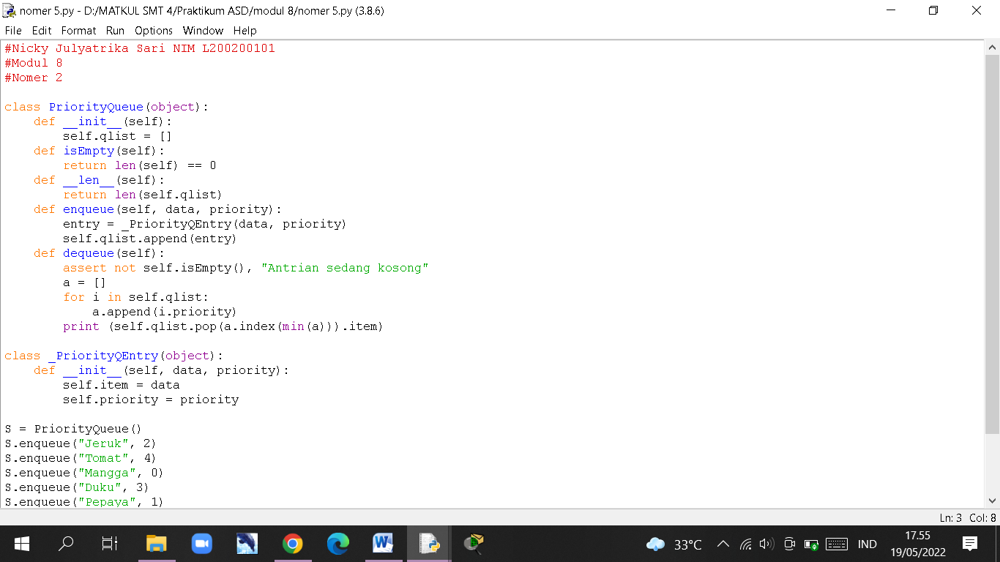 nomer 5.py - D:/MATKUL SMT 4/Praktikum ASD/modul 8/nomer 5.py (3.8.6)
File Edit Format Run Options Window Help
#Nicky Julyatrika Sari NIM L200200101
#Modul 8
#Nomer 2
class PriorityQueue(object):
    def __init__(self):
        self.qlist = []
    def isEmpty(self):
        return len(self) == 0
    def __len__(self):
        return len(self.qlist)
    def enqueue(self, data, priority):
        entry = _PriorityQEntry(data, priority)
        self.qlist.append(entry)
    def dequeue(self):
        assert not self.isEmpty(), "Antrian sedang kosong"
        a = []
        for i in self.qlist:
            a.append(i.priority)
        print (self.qlist.pop(a.index(min(a))).item)
class _PriorityQEntry(object):
    def __init__(self, data, priority):
        self.item = data
        self.priority = priority
S = PriorityQueue()
S.enqueue("Jeruk", 2)
S.enqueue("Tomat", 4)
S.enqueue("Mangga", 0)
S.enqueue("Duku", 3)
S.enqueue("Pepaya", 1)
Ln: 3 Col: 8
33°C IND 17.55
19/05/2022